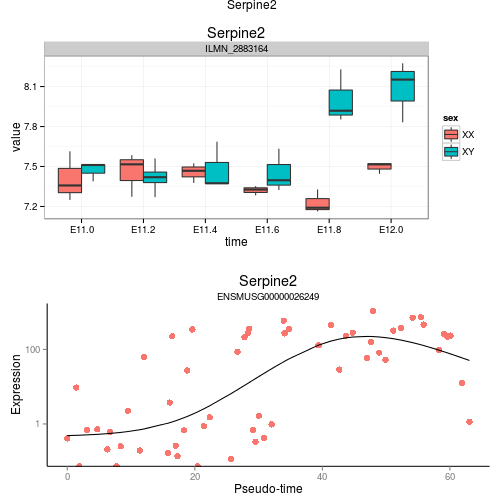 Serpine2
Serpine2
ILMN_2883164
8.1
7.8
7.5
7.2
value
E11.0 E11.2 E11.4 E11.6 E11.8 E12.0
time
sex
XX
XY
Serpine2
ENSMUSG00000026249
100
1
Expression
0 20 40 60
Pseudo-time